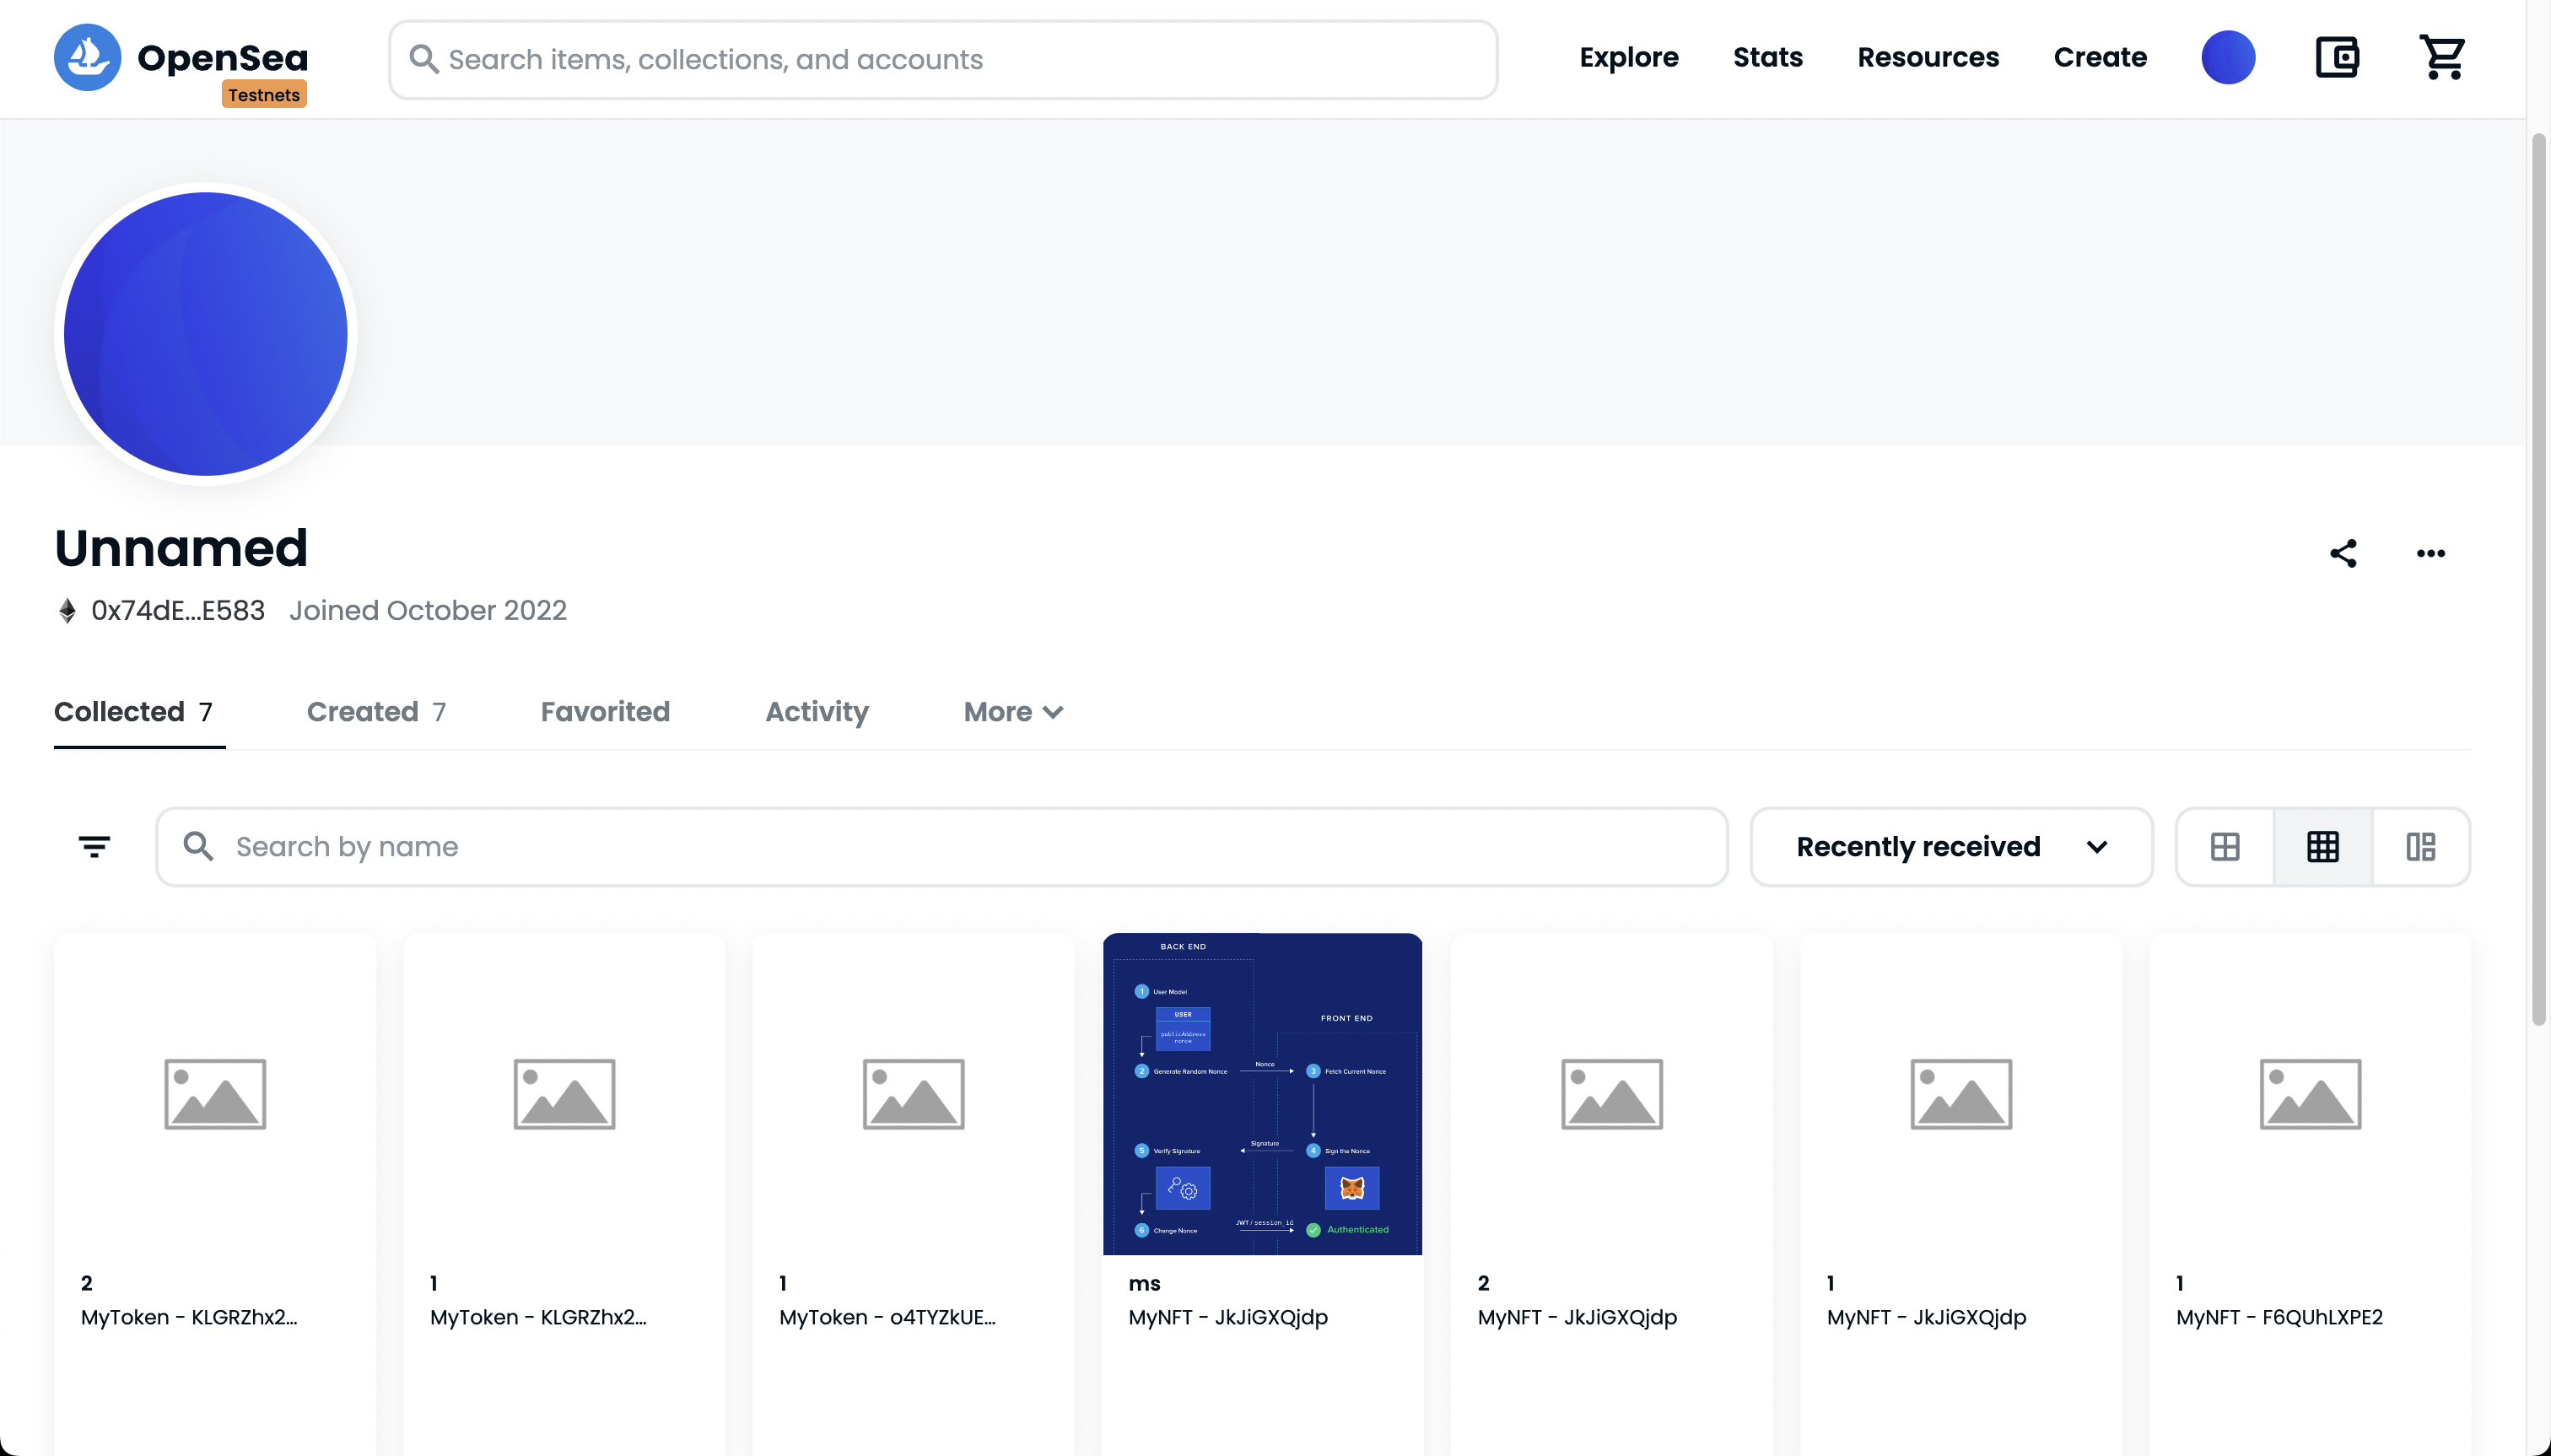 OpenSea
Testnets
Search items, collections, and accounts
Explore
Stats
Resources
Create
Unnamed
0x74dE...E583 Joined October 2022
Collected 7
Created 7
Favorited
Activity
More
Search by name
Recently received
2
MyToken - KLGRZhx2...
1
MyToken - KLGRZhx2...
1
MyToken - o4TYZkUE...
BACK END
1 User Model
USER
publicAddress
nonce
FRONT END
2 Generate Random Nonce
Nonce
3 Fetch Current Nonce
5 Verify Signature
Signature
4 Sign the Nonce
6 Change Nonce
JWT/session_id
Authenticated
ms
MyNFT - JkJiGXQjdp
2
MyNFT - JkJiGXQjdp
1
MyNFT - JkJiGXQjdp
1
MyNFT - F6QUhLXPE2